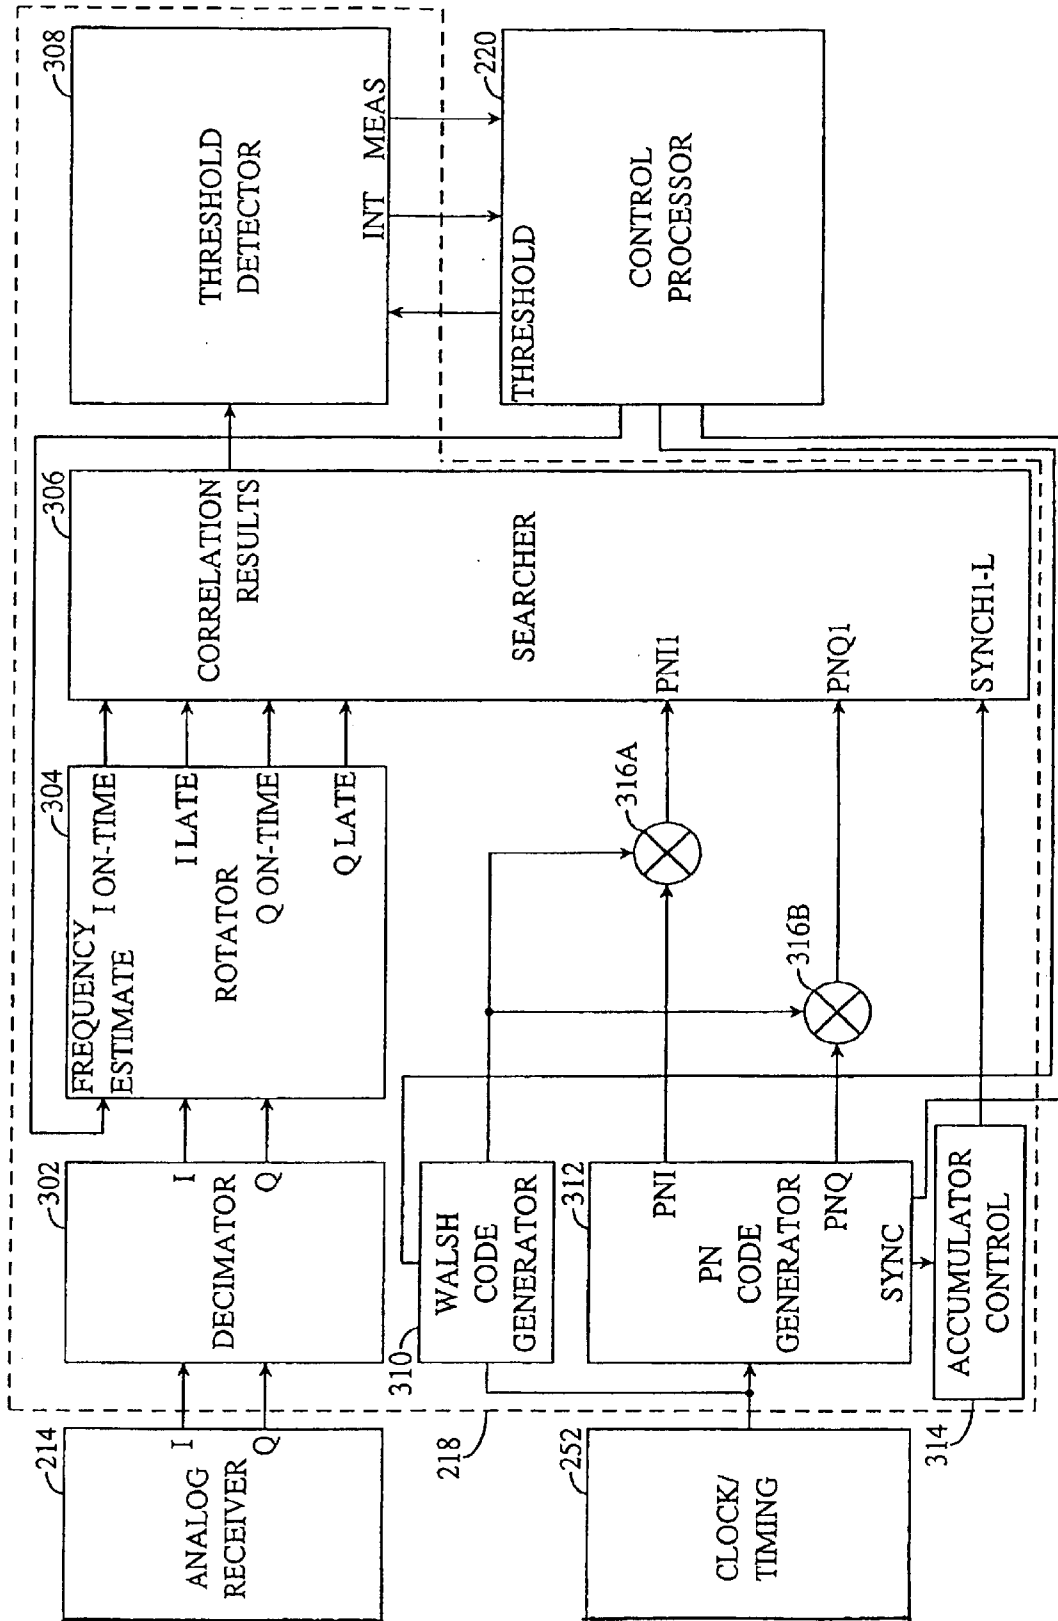 214
ANALOG
RECEIVER
I
Q
302
DECIMATOR
I
Q
304
FREQUENCY
ESTIMATE
ROTATOR
I ON-TIME
I LATE
Q ON-TIME
Q LATE
306
CORRELATION
RESULTS
SEARCHER
PNI1
PNQ1
SYNCH1-L
308
THRESHOLD
DETECTOR
INT
MEAS
218
310
WALSH
CODE
GENERATOR
316A
316B
220
THRESHOLD
CONTROL
PROCESSOR
252
CLOCK/
TIMING
312
PN
CODE
GENERATOR
PNI
PNQ
SYNC
314
ACCUMULATOR
CONTROL